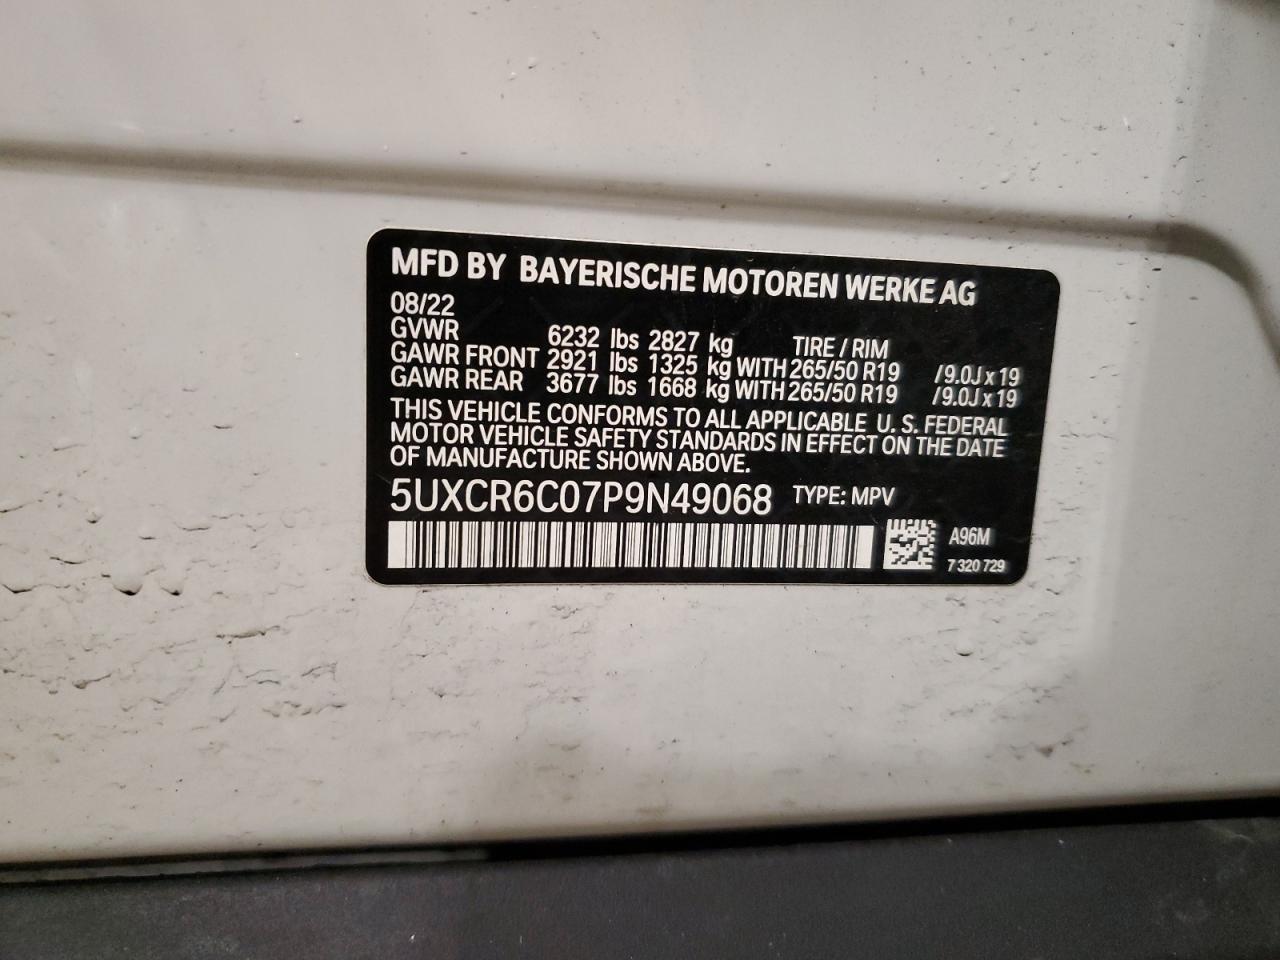 MFD BY BAYERISCHE MOTOREN WERKE AG
08/22
GVWR 6232 lbs 2827 kg TIRE / RIM
GAWR FRONT 2921 lbs 1325 kg WITH 265/50 R19 /9.0J x 19
GAWR REAR 3677 lbs 1668 kg WITH 265/50 R19 /9.0J x 19
THIS VEHICLE CONFORMS TO ALL APPLICABLE U. S. FEDERAL
MOTOR VEHICLE SAFETY STANDARDS IN EFFECT ON THE DATE
OF MANUFACTURE SHOWN ABOVE.
5UXCR6C07P9N49068 TYPE: MPV
A96M
7 320 729